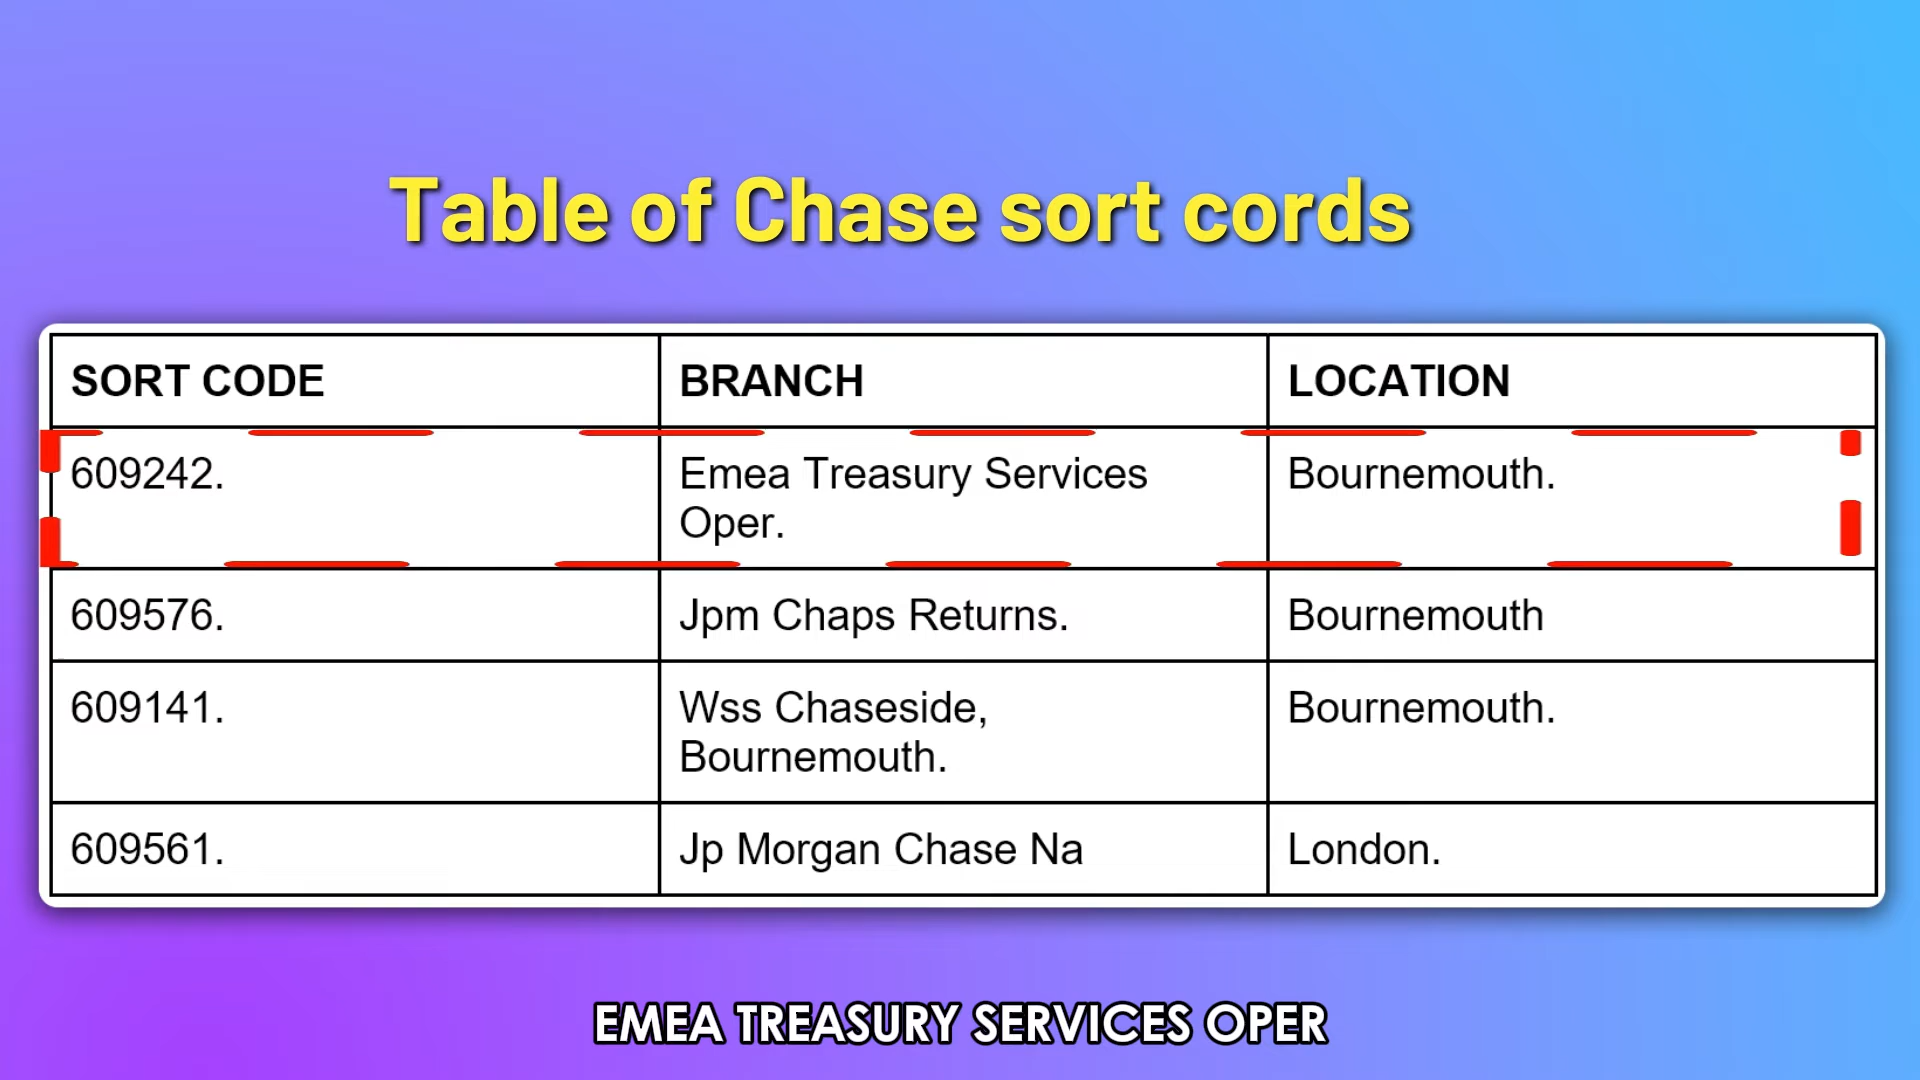 Table of Chase sort cords
SORT CODE BRANCH LOCATION
609242. Emea Treasury Services Bournemouth.
Oper.
609576. Jpm Chaps Returns. Bournemouth
609141. Wss Chaseside, Bournemouth.
Bournemouth.
609561. Jp Morgan Chase Na London.
EMEA TREASURY SERVICES OPER